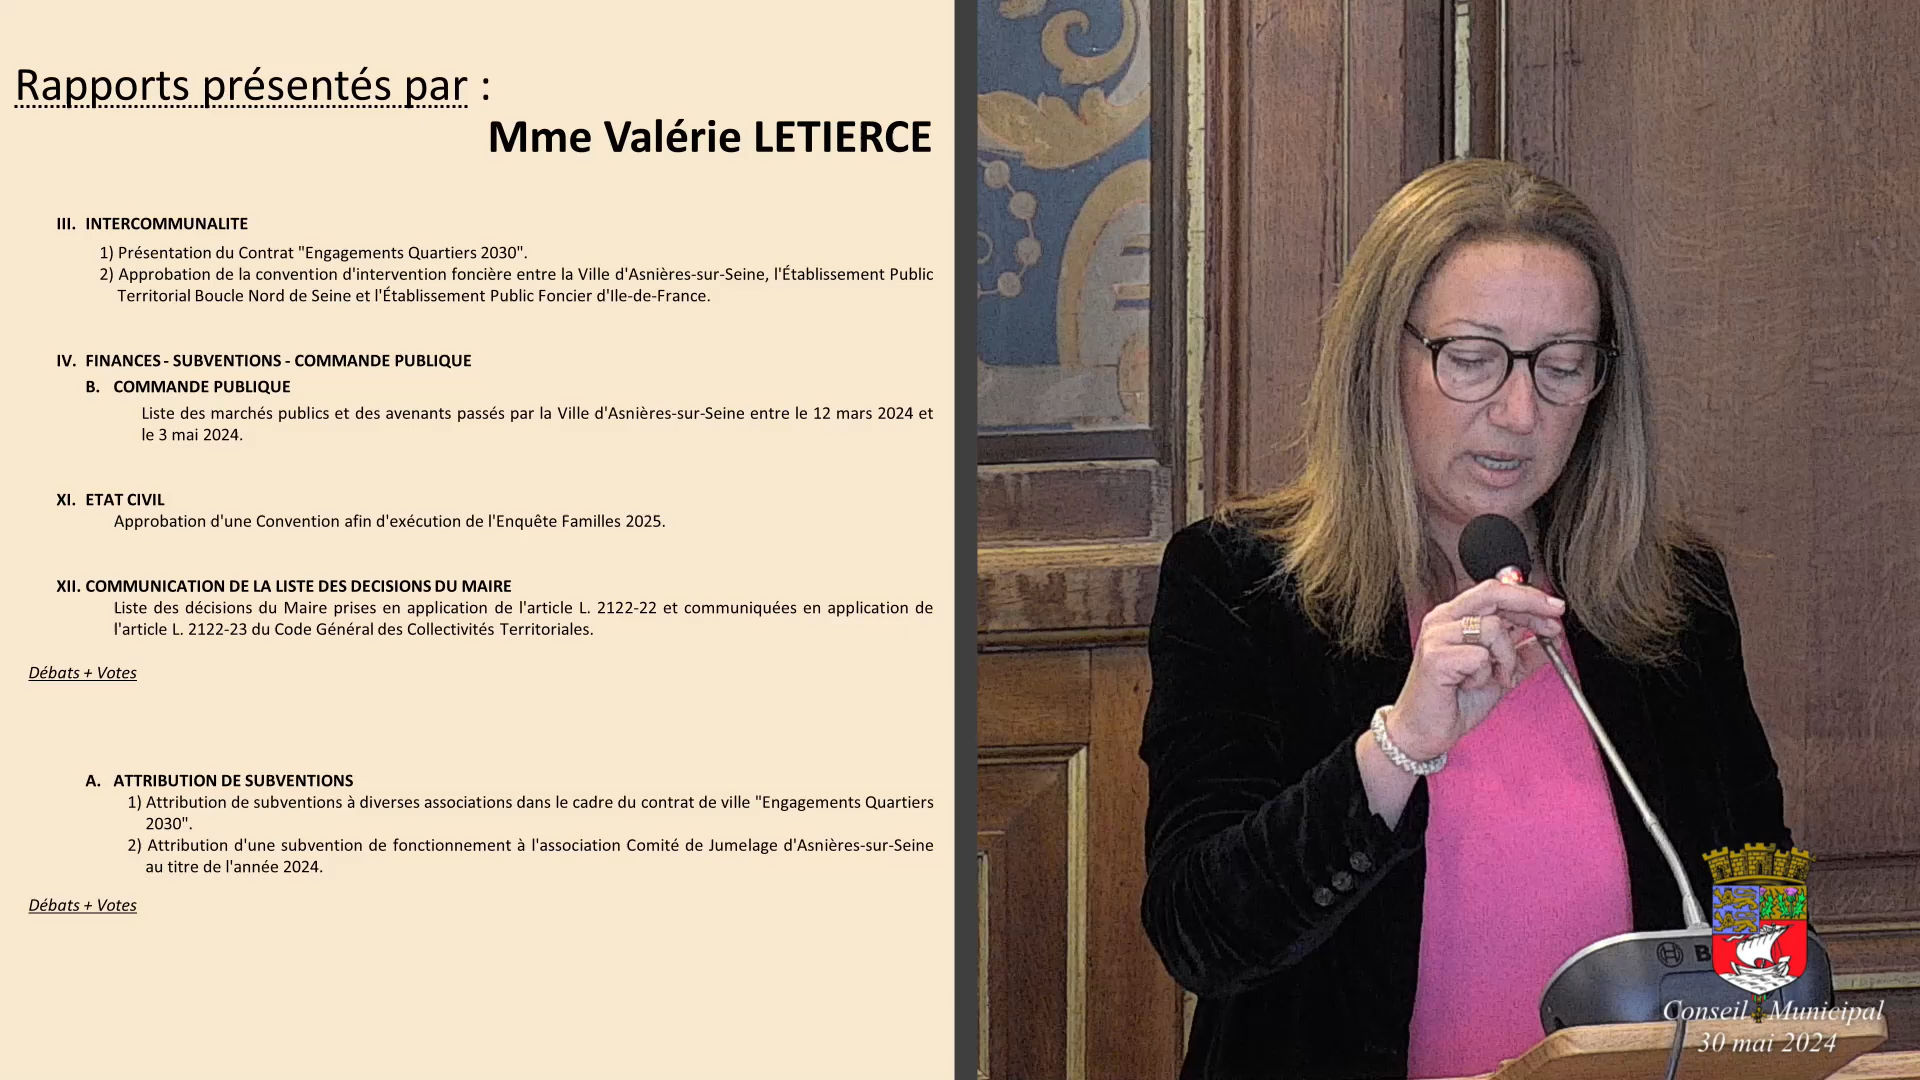 Rapports présentés par :
Mme Valérie LETIERCE
III. INTERCOMMUNALITE
1) Présentation du Contrat "Engagements Quartiers 2030".
2) Approbation de la convention d'intervention foncière entre la Ville d'Asnières-sur-Seine, l'Établissement Public
Territorial Boucle Nord de Seine et l'Établissement Public Foncier d'Ile-de-France.
IV. FINANCES - SUBVENTIONS - COMMANDE PUBLIQUE
B. COMMANDE PUBLIQUE
Liste des marchés publics et des avenants passés par la Ville d'Asnières-sur-Seine entre le 12 mars 2024 et
le 3 mai 2024.
XI. ETAT CIVIL
Approbation d'une Convention afin d'exécution de l'Enquête Familles 2025.
XII. COMMUNICATION DE LA LISTE DES DECISIONS DU MAIRE
Liste des décisions du Maire prises en application de l'article L. 2122-22 et communiquées en application de
l'article L. 2122-23 du Code Général des Collectivités Territoriales.
Débats + Votes
A. ATTRIBUTION DE SUBVENTIONS
1) Attribution de subventions à diverses associations dans le cadre du contrat de ville "Engagements Quartiers
2030".
2) Attribution d'une subvention de fonctionnement à l'association Comité de Jumelage d'Asnières-sur-Seine
au titre de l'année 2024.
Débats + Votes
Conseil Municipal
30 mai 2024